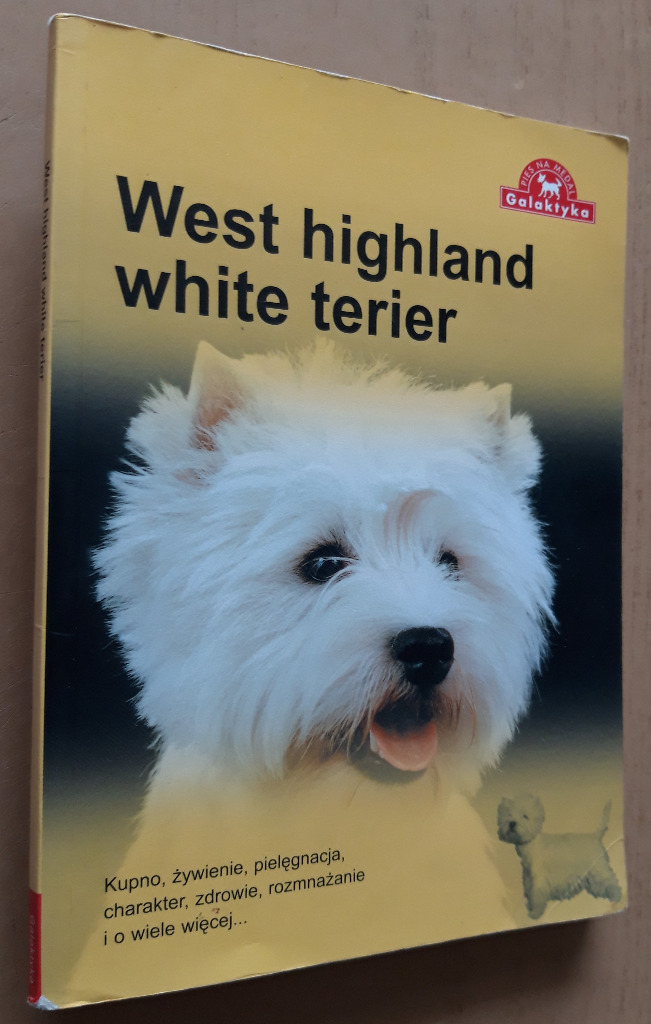 West highland white terier
PIES NA MEDAL
Galaktyka
West highland
white terier
Kupno, żywienie, pielęgnacja,
charakter, zdrowie, rozmnażanie
i o wiele więcej...
Galaktyka